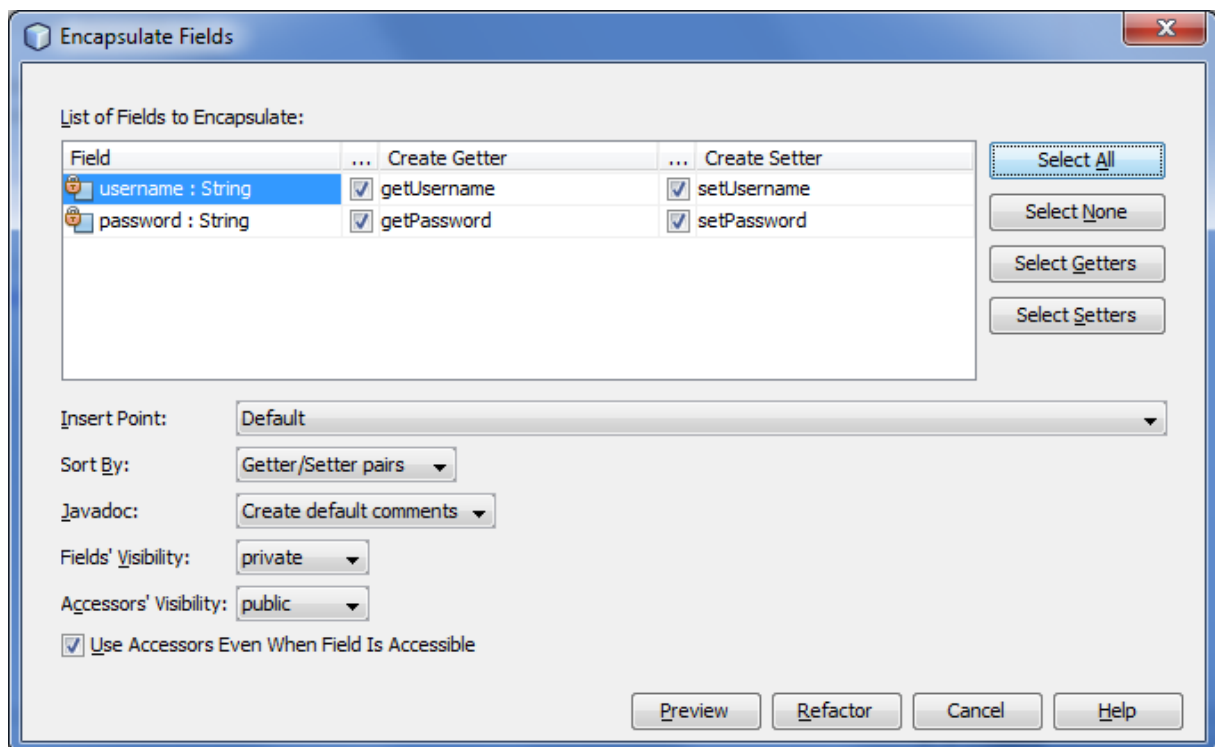 Encapsulate Fields
List of Fields to Encapsulate:
Field ... Create Getter ... Create Setter
username : String getUsername setUsername
password : String getPassword setPassword
Select All
Select None
Select Getters
Select Setters
Insert Point: Default
Sort By: Getter/Setter pairs
Javadoc: Create default comments
Fields' Visibility: private
Accessors' Visibility: public
Use Accessors Even When Field Is Accessible
Preview Refactor Cancel Help